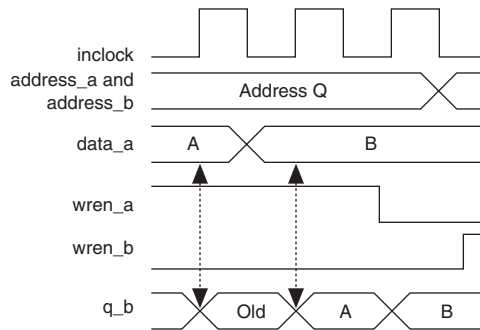 inclock
address_a and
address_b
Address Q
data_a
A
B
wren_a
wren_b
q_b
Old
A
B